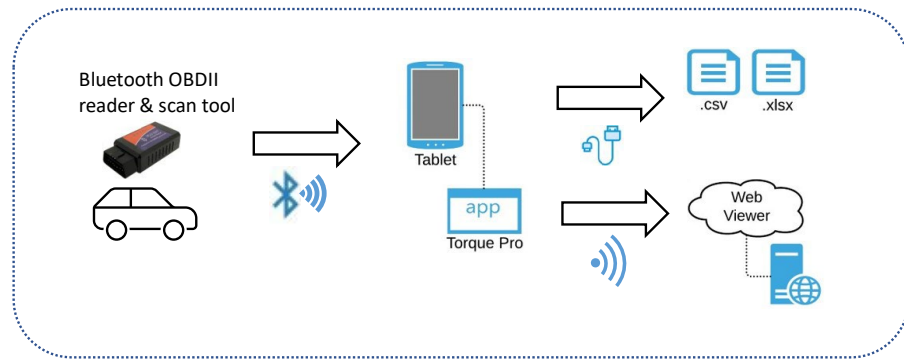 Bluetooth OBDII
reader & scan tool
Tablet
app
Torque Pro
.csv
.xlsx
Web
Viewer